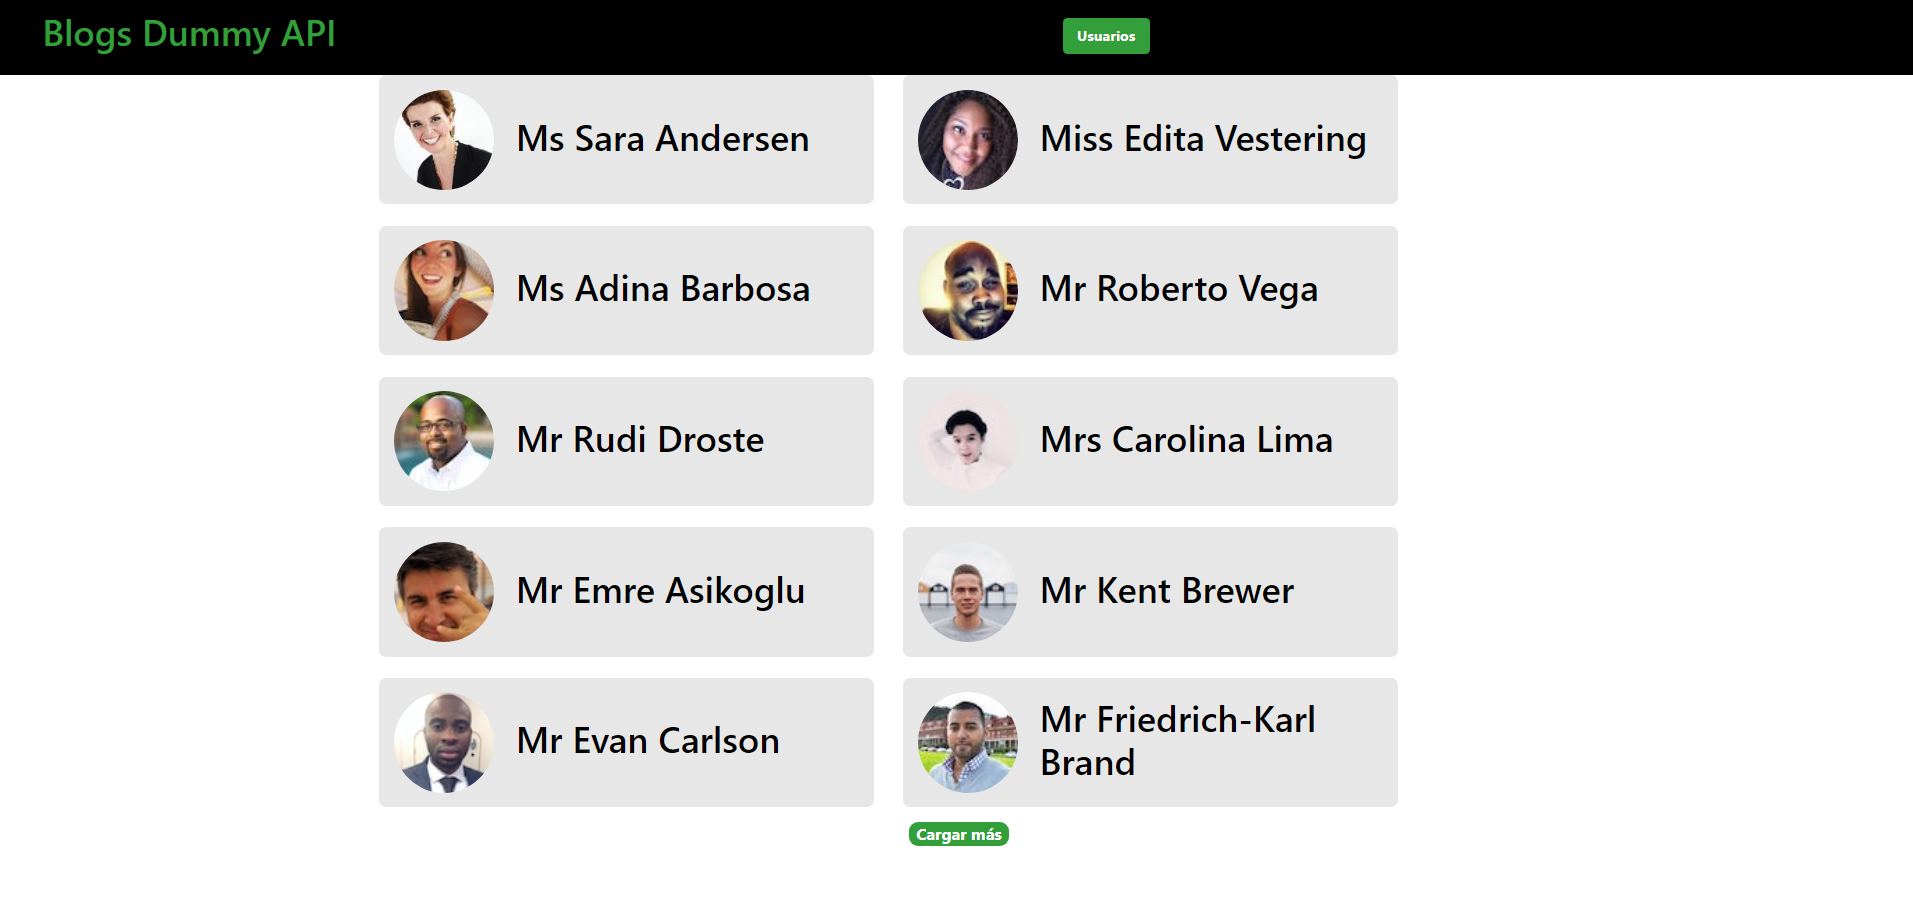 Blogs Dummy API
Usuarios
Ms Sara Andersen
Miss Edita Vestering
Ms Adina Barbosa
Mr Roberto Vega
Mr Rudi Droste
Mrs Carolina Lima
Mr Emre Asikoglu
Mr Kent Brewer
Mr Evan Carlson
Mr Friedrich-Karl
Brand
Cargar más